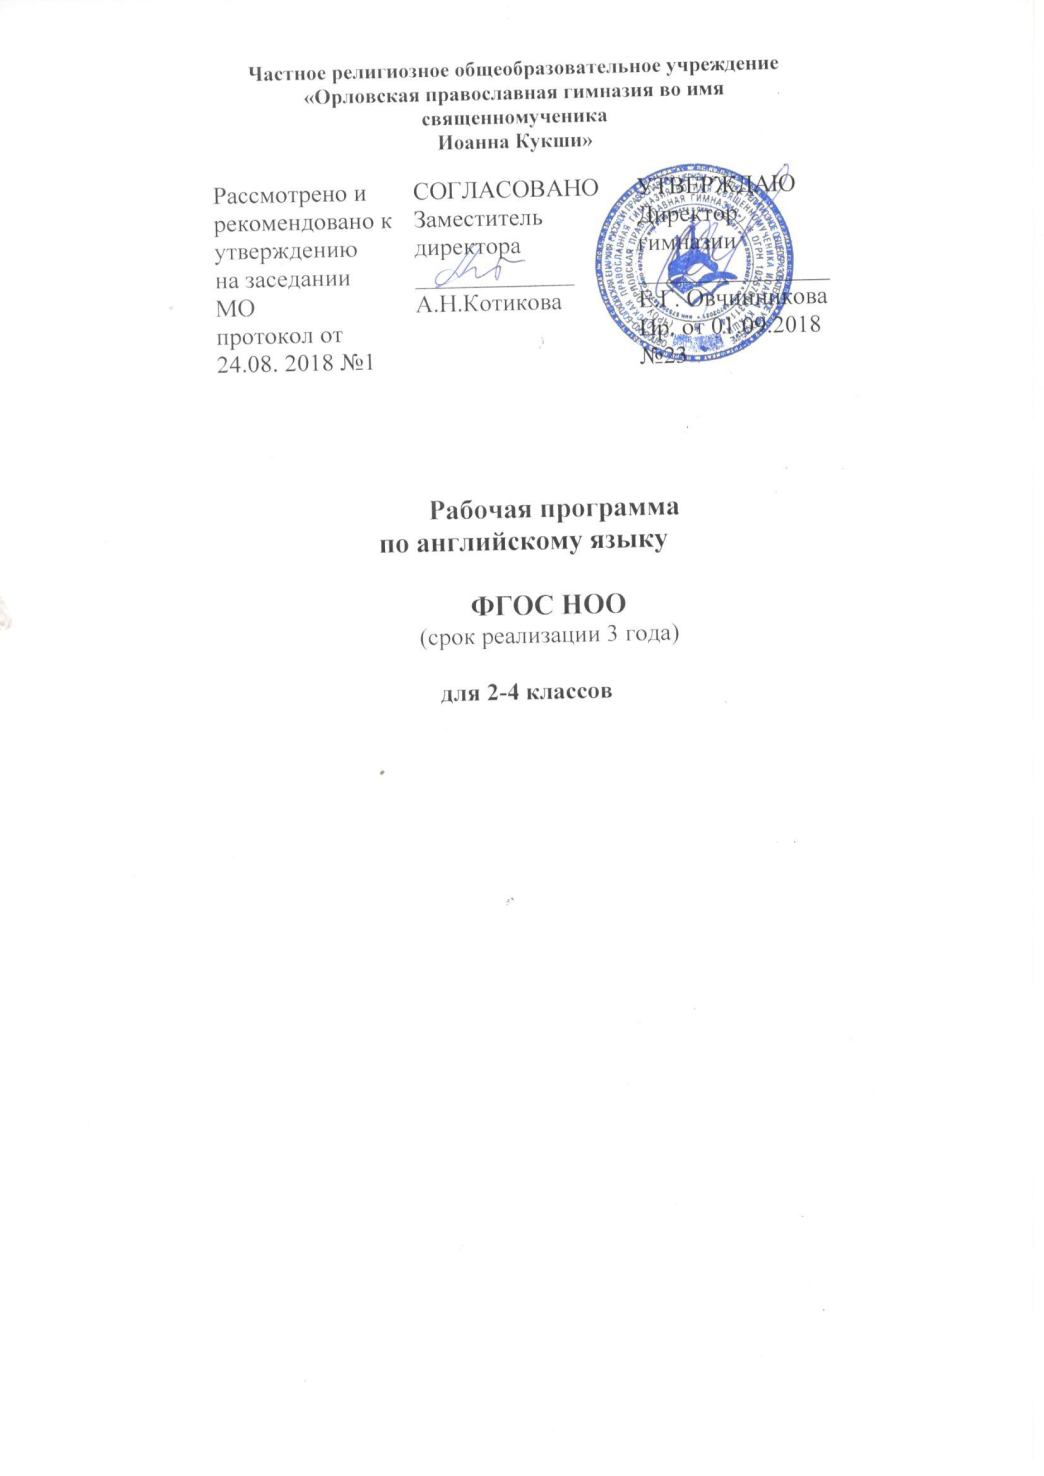 Частное религиозное общеобразовательное учреждение
«Орловская православная гимназия во имя
священномученика
Иоанна Кукши»
Рассмотрено и
рекомендовано к
утверждению
на заседании
МО
протокол от
24.08. 2018 №1
СОГЛАСОВАНО
Заместитель
директора
А.Н.Котикова
УТВЕРЖДАЮ
Директор
гимназии
Е.Г. Овчинникова
Пр. от 01.09.2018
№23
Рабочая программа
по английскому языку
ФГОС НОО
(срок реализации 3 года)
для 2-4 классов